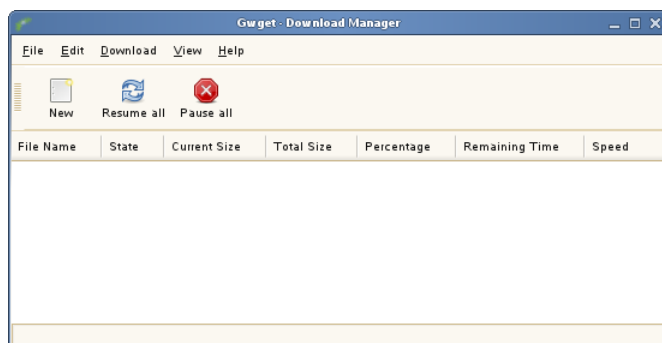 Gwget - Download Manager
File Edit Download View Help
New Resume all Pause all
File Name State Current Size Total Size Percentage Remaining Time Speed